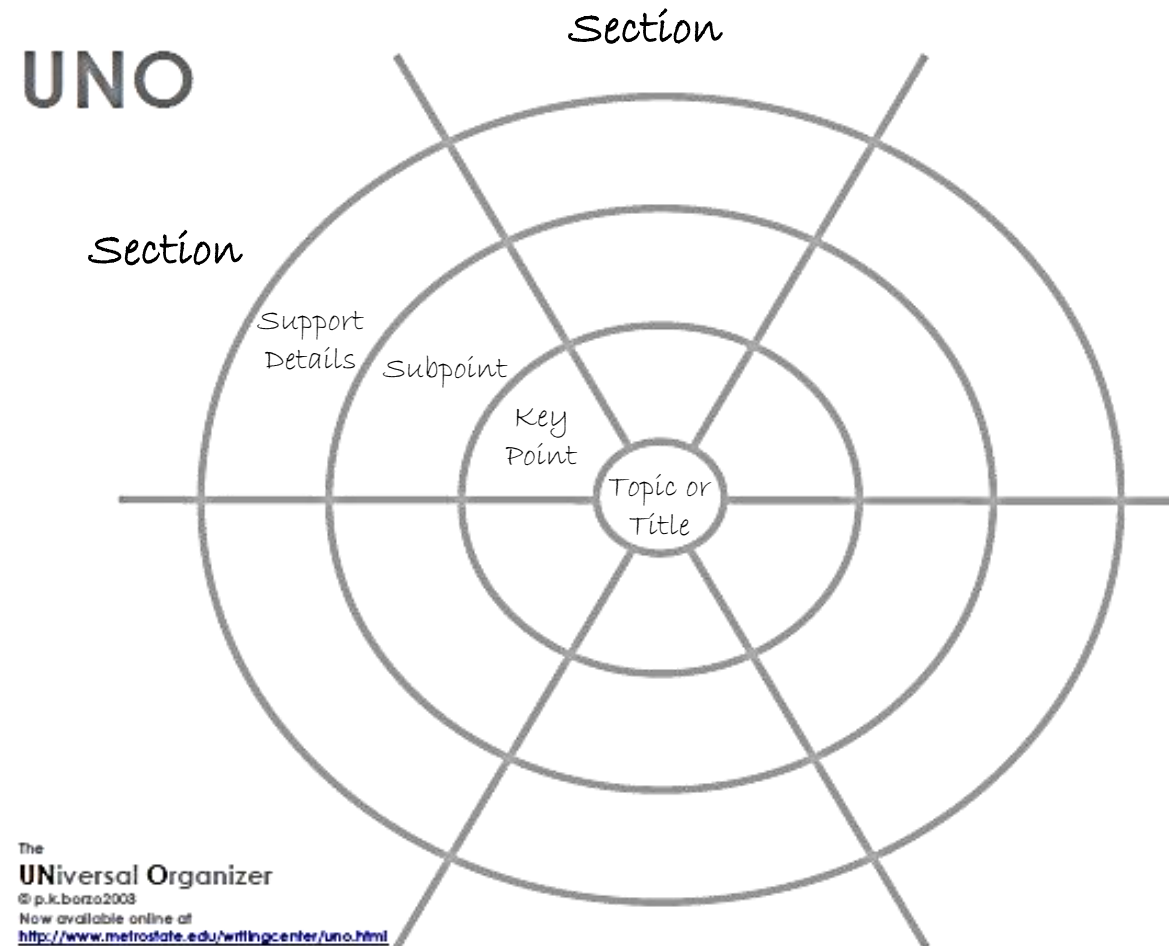 Section
UNO
Section
Support
Details
Subpoint
Key
Point
Topic or
Title
The
UNiversal Organizer
© p.k.borzo2003
Now available online at
http://www.metrostate.edu/writingcenter/uno.html